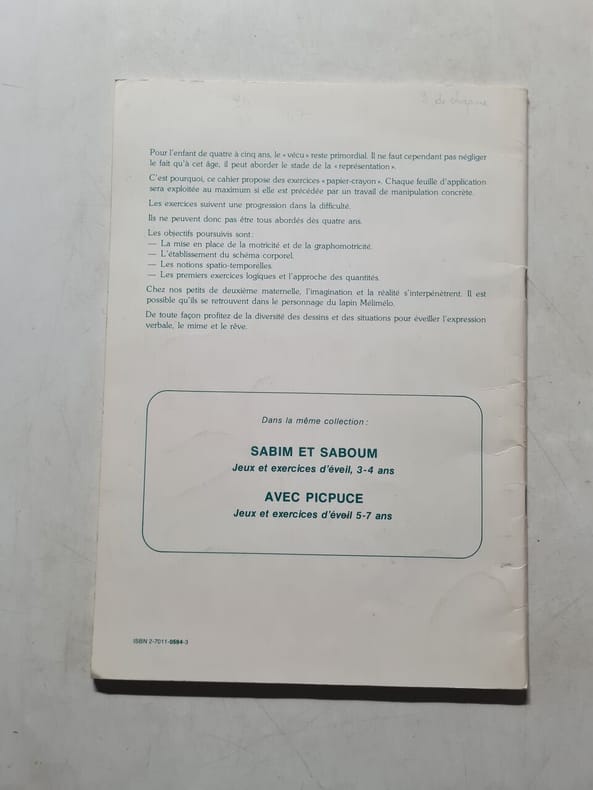 3 de chaque
Pour l'enfant de quatre à cinq ans, le « vécu » reste primordial. Il ne faut cependant pas négliger
le fait qu'à cet âge, il peut aborder le stade de la « représentation ».
C'est pourquoi, ce cahier propose des exercices « papier-crayon ». Chaque feuille d'application
sera exploitée au maximum si elle est précédée par un travail de manipulation concrète.
Les exercices suivent une progression dans la difficulté.
Ils ne peuvent donc pas être tous abordés dès quatre ans.
Les objectifs poursuivis sont :
— La mise en place de la motricité et de la graphomotricité.
— L'établissement du schéma corporel.
— Les notions spatio-temporelles.
— Les premiers exercices logiques et l'approche des quantités.
Chez nos petits de deuxième maternelle, l'imagination et la réalité s'interpénètrent. Il est
possible qu'ils se retrouvent dans le personnage du lapin Mélimélo.
De toute façon profitez de la diversité des dessins et des situations pour éveiller l'expression
verbale, le mime et le rêve.
Dans la même collection :
SABIM ET SABOUM
Jeux et exercices d'éveil, 3-4 ans
AVEC PICPUCE
Jeux et exercices d'éveil 5-7 ans
ISBN 2-7011-0584-3